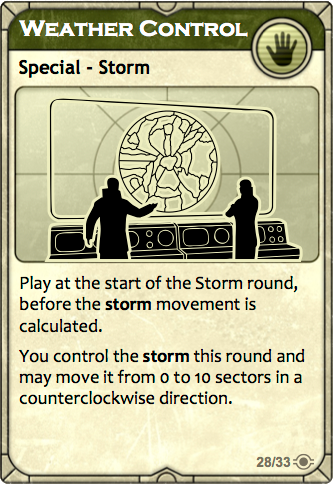 Weather Control
Special - Storm
Play at the start of the Storm round,
before the storm movement is
calculated.
You control the storm this round and
may move it from 0 to 10 sectors in a
counterclockwise direction.
28/33